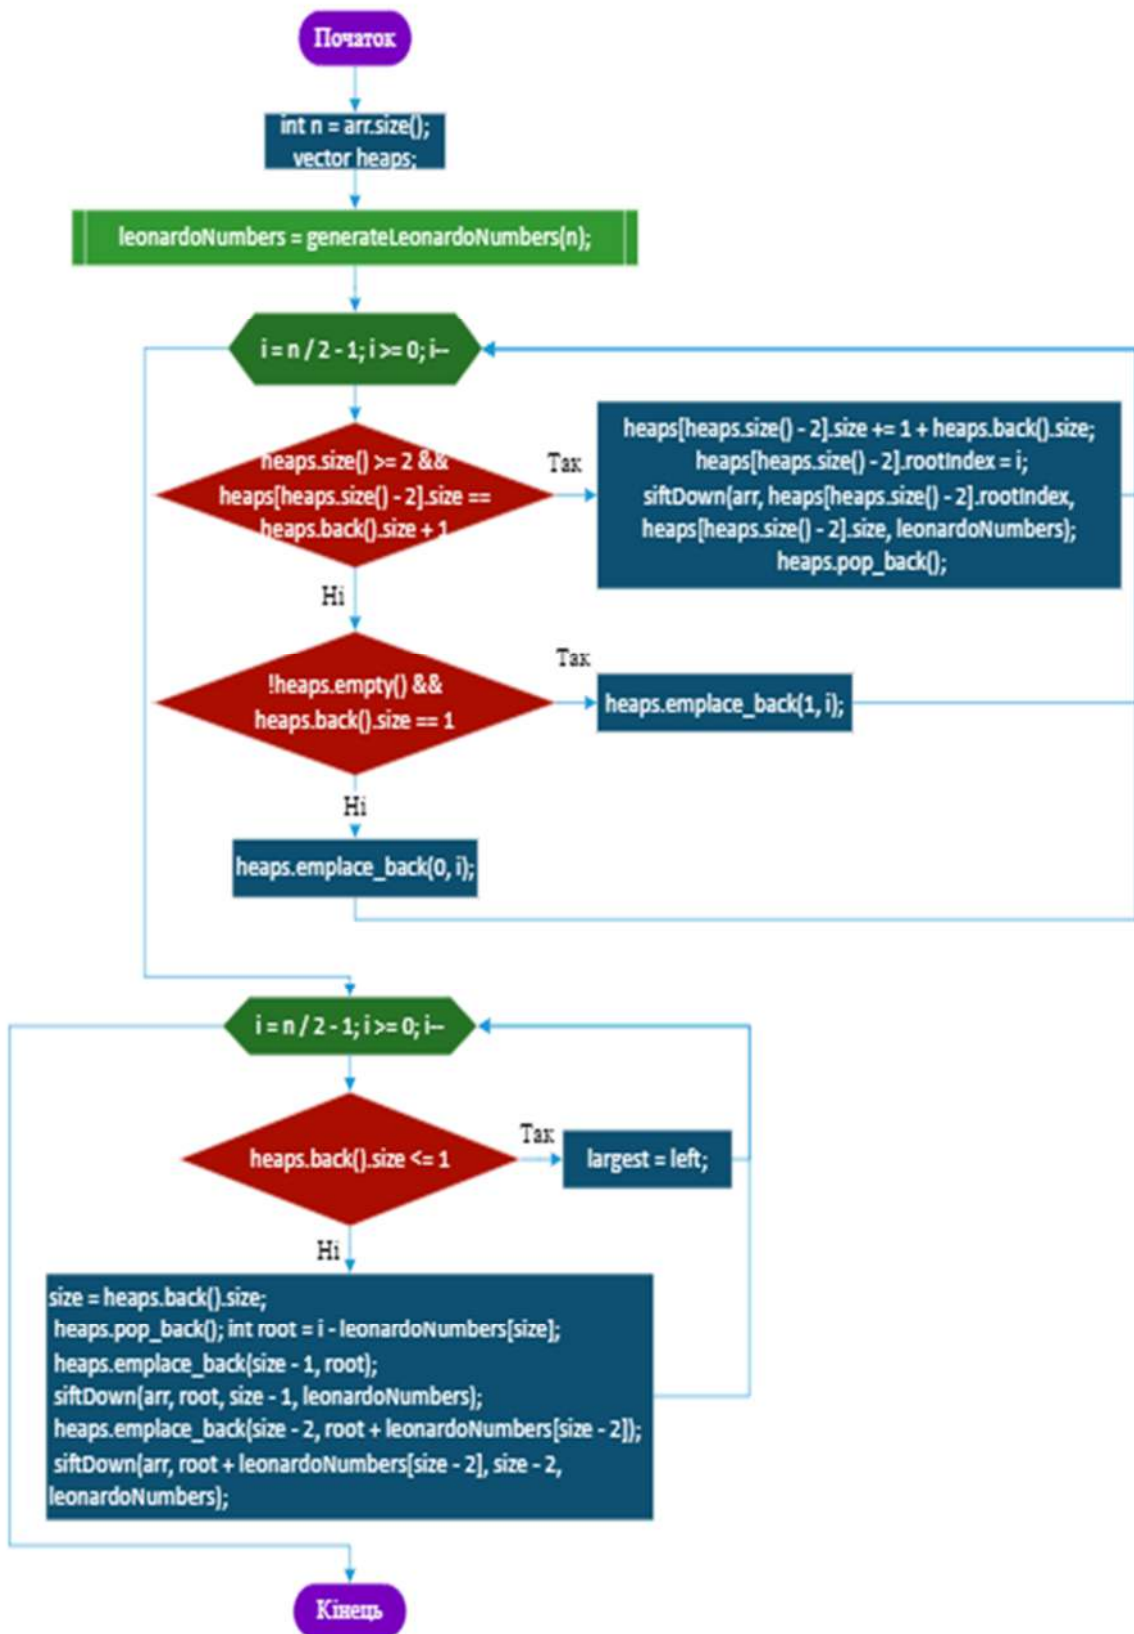 Початок
int n = arr.size();
vector heaps;
leonardoNumbers = generateLeonardoNumbers(n);
i = n / 2 - 1; i >= 0; i--
heaps.size() >= 2 &&
heaps[heaps.size() - 2].size ==
heaps.back().size + 1
Так
heaps[heaps.size() - 2].size += 1 + heaps.back().size;
heaps[heaps.size() - 2].rootIndex = i;
siftDown(arr, heaps[heaps.size() - 2].rootIndex,
heaps[heaps.size() - 2].size, leonardoNumbers);
heaps.pop_back();
Ні
!heaps.empty() &&
heaps.back().size == 1
Так
heaps.emplace_back(1, i);
Ні
heaps.emplace_back(0, i);
i = n / 2 - 1; i >= 0; i--
heaps.back().size <= 1
Так
largest = left;
Ні
size = heaps.back().size;
heaps.pop_back(); int root = i - leonardoNumbers[size];
heaps.emplace_back(size - 1, root);
siftDown(arr, root, size - 1, leonardoNumbers);
heaps.emplace_back(size - 2, root + leonardoNumbers[size - 2]);
siftDown(arr, root + leonardoNumbers[size - 2], size - 2,
leonardoNumbers);
Кінець